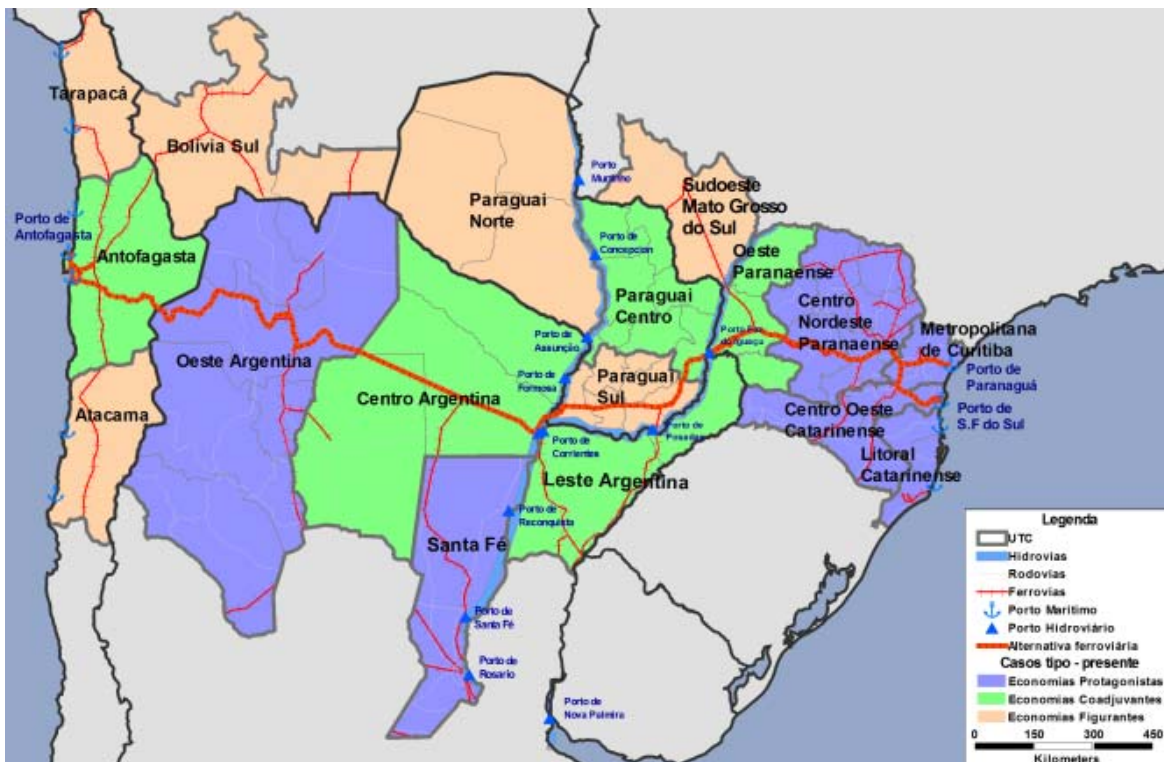 Tarapacá
Bolivia Sul
Porto
Murtinho
Paraguai
Norte
Sudoeste
Mato Grosso
do Sul
Porto de
Antofagasta
Antofagasta
Porto de
Concepcion
Oeste
Paranaense
Paraguai
Centro
Centro
Nordeste
Paranaense
Metropolitana
de Curitiba
Porto de
Paranaguá
Porto de
Assunção
Porto Foz
do Iguaçu
Oeste Argentina
Porto de
Formosa
Paraguai
Sul
Centro Argentina
Atacama
Centro Oeste
Catarinense
Porto de
S.F do Sul
Porto de
Corrientes
Porto de
Posadas
Litoral
Catarinense
Leste Argentina
Porto de
Reconquista
Santa Fé
Porto de
Santa Fé
Porto de
Rosario
Porto de
Nova Palmira
Legenda
UTC
Hidrovias
Rodovias
Ferrovias
Porto Marítimo
Porto Hidroviário
Alternativa ferroviária
Casos tipo - presente
Economias Protagonistas
Economias Coadjuvantes
Economias Figurantes
0 150 300 450
Kilometers